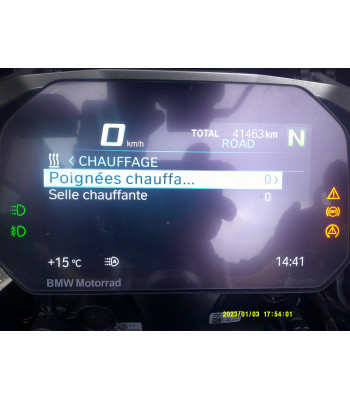 0 km/h
TOTAL 41463 km
ROAD
N
< CHAUFFAGE
Poignées chauffa... 0 >
Selle chauffante 0
ABS
+15 °C
14:41
BMW Motorrad
2023/01/03 17:54:01